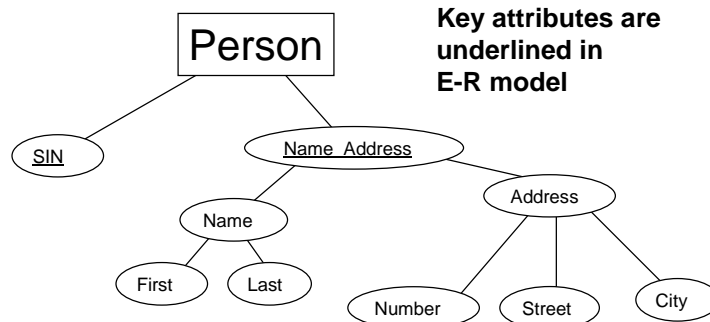 Person
Key attributes are
underlined in
E-R model
SIN
Name_Address
Name
Address
First
Last
Number
Street
City